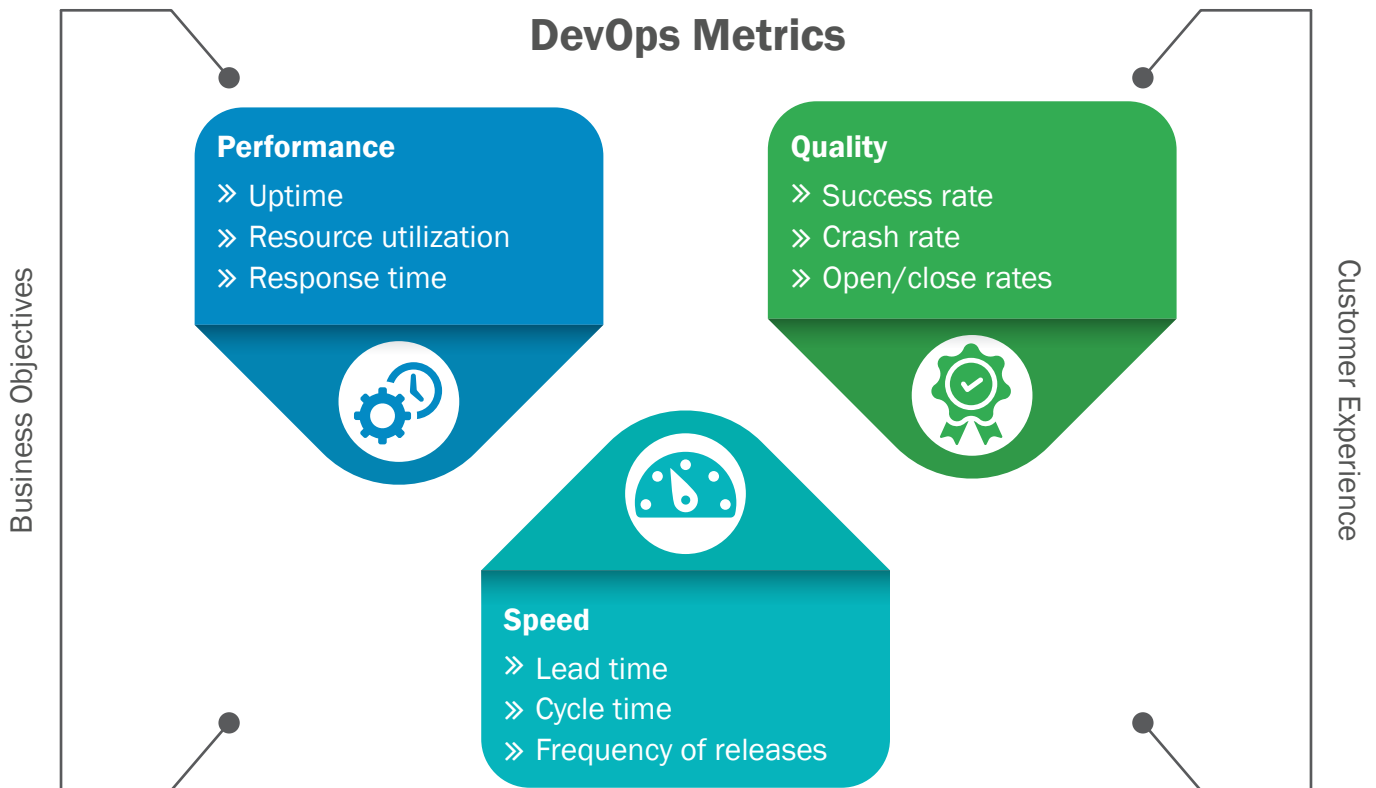 DevOps Metrics
Business Objectives
Performance
Uptime
Resource utilization
Response time
Quality
Success rate
Crash rate
Open/close rates
Speed
Lead time
Cycle time
Frequency of releases
Customer Experience